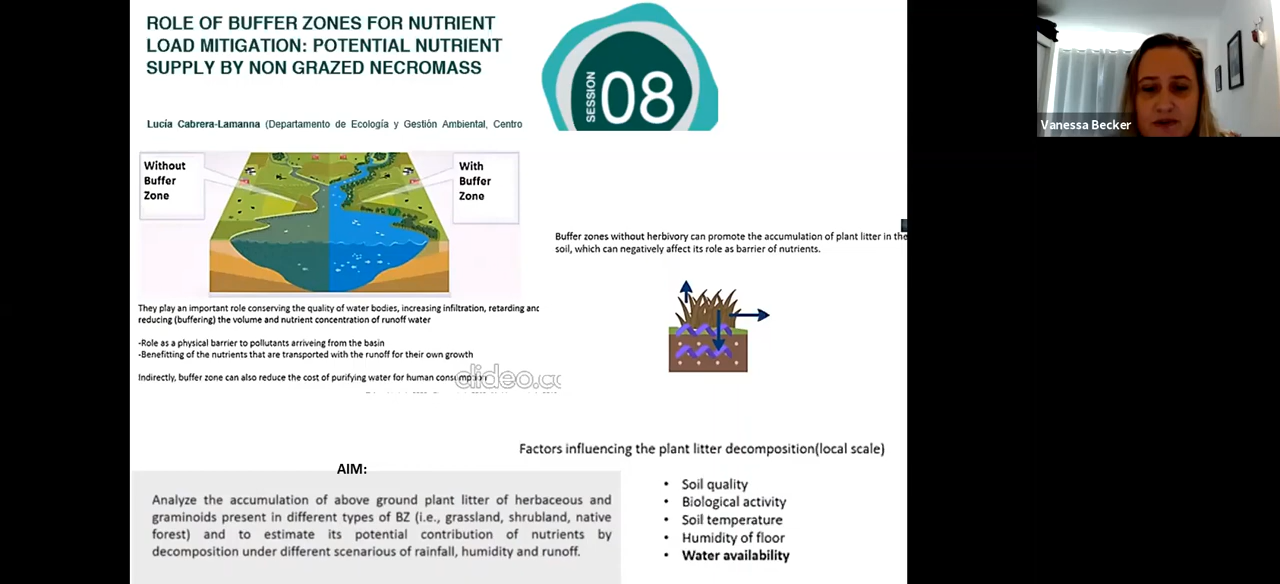 ROLE OF BUFFER ZONES FOR NUTRIENT
LOAD MITIGATION: POTENTIAL NUTRIENT
SUPPLY BY NON GRAZED NECROMASS
SESSION 08
Lucía Cabrera-Lamanna (Departamento de Ecología y Gestión Ambiental, Centro
Vanessa Becker
Without
Buffer
Zone
With
Buffer
Zone
Buffer zones without herbivory can promote the accumulation of plant litter in the
soil, which can negatively affect its role as barrier of nutrients.
They play an important role conserving the quality of water bodies, increasing infiltration, retarding and
reducing (buffering) the volume and nutrient concentration of runoff water
-Role as a physical barrier to pollutants arriveing from the basin
-Benefitting of the nutrients that are transported with the runoff for their own growth
Indirectly, buffer zone can also reduce the cost of purifying water for human consumption
clideo.co
Factors influencing the plant litter decomposition(local scale)
• Soil quality
• Biological activity
• Soil temperature
• Humidity of floor
• Water availability
AIM:
Analyze the accumulation of above ground plant litter of herbaceous and
graminoids present in different types of BZ (i.e., grassland, shrubland, native
forest) and to estimate its potential contribution of nutrients by
decomposition under different scenarious of rainfall, humidity and runoff.